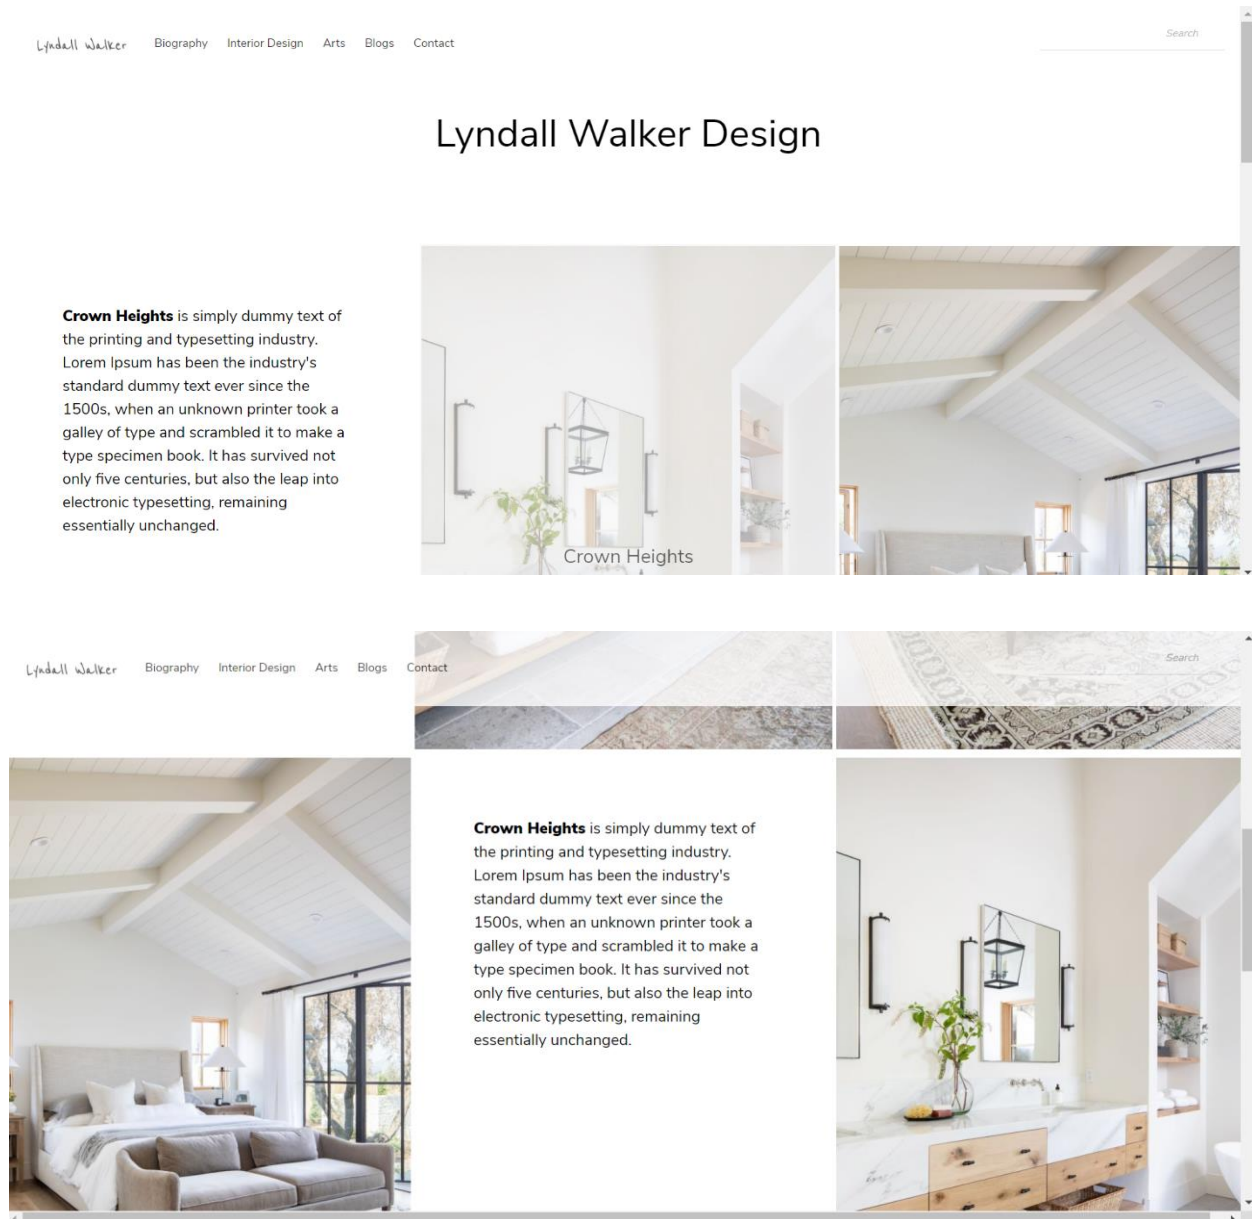 Lyndall Walker Biography Interior Design Arts Blogs Contact Search
Lyndall Walker Design
Crown Heights is simply dummy text of
the printing and typesetting industry.
Lorem Ipsum has been the industry's
standard dummy text ever since the
1500s, when an unknown printer took a
galley of type and scrambled it to make a
type specimen book. It has survived not
only five centuries, but also the leap into
electronic typesetting, remaining
essentially unchanged.
Crown Heights
Lyndall Walker Biography Interior Design Arts Blogs Contact Search
Crown Heights is simply dummy text of
the printing and typesetting industry.
Lorem Ipsum has been the industry's
standard dummy text ever since the
1500s, when an unknown printer took a
galley of type and scrambled it to make a
type specimen book. It has survived not
only five centuries, but also the leap into
electronic typesetting, remaining
essentially unchanged.